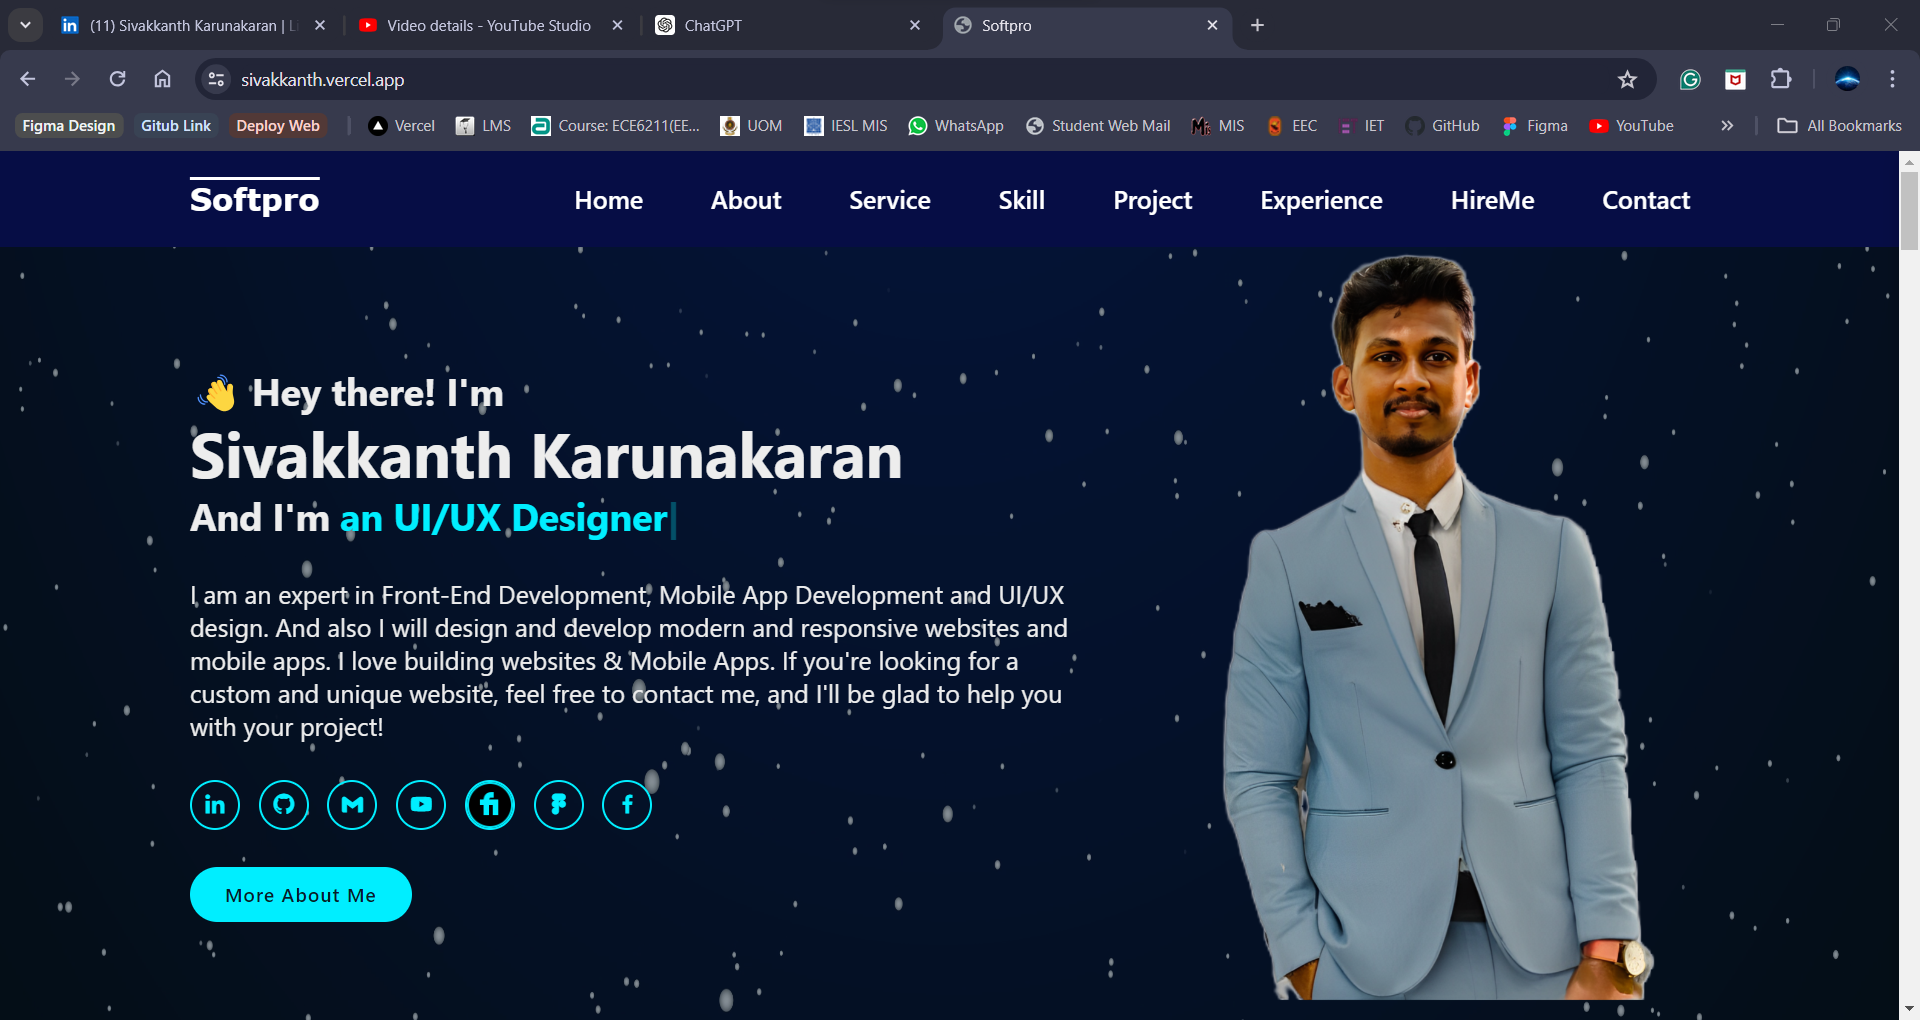 (11) Sivakkanth Karunakaran | Li
Video details - YouTube Studio
ChatGPT
Softpro
sivakkanth.vercel.app
Figma Design
Gitub Link
Deploy Web
Vercel
LMS
Course: ECE6211(EE...
UOM
IESL MIS
WhatsApp
Student Web Mail
MIS
EEC
IET
GitHub
Figma
YouTube
All Bookmarks
Softpro
Home
About
Service
Skill
Project
Experience
HireMe
Contact
Hey there! I'm
Sivakkanth Karunakaran
And I'm an UI/UX Designer
I am an expert in Front-End Development, Mobile App Development and UI/UX
design. And also I will design and develop modern and responsive websites and
mobile apps. I love building websites & Mobile Apps. If you're looking for a
custom and unique website, feel free to contact me, and I'll be glad to help you
with your project!
More About Me